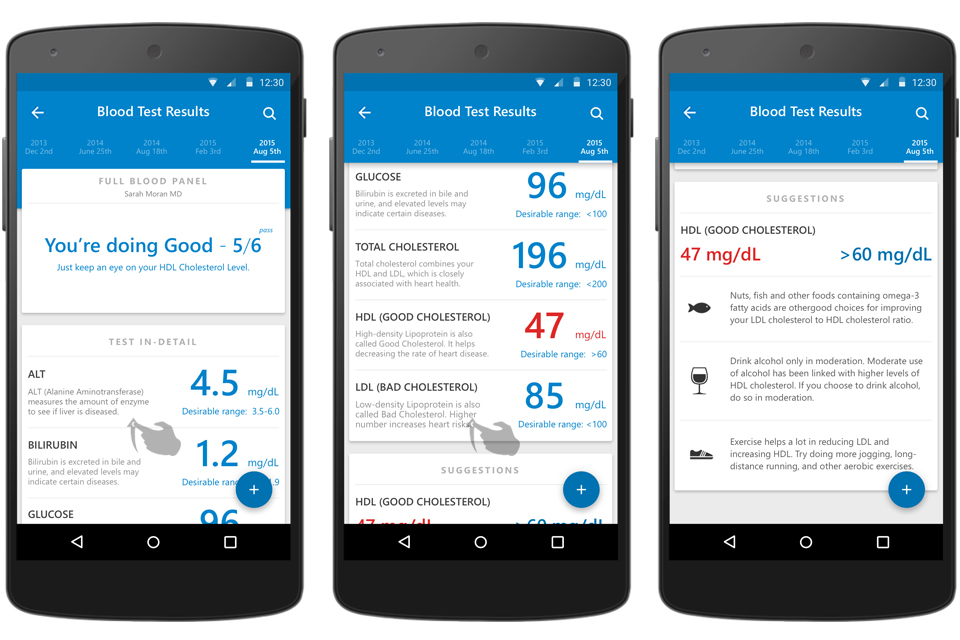 12:30
Blood Test Results
2013 2014 2014 2015 2015
Dec 2nd June 25th Aug 18th Feb 3rd Aug 5th
FULL BLOOD PANEL
Sarah Moran MD
pass
You're doing Good - 5/6
Just keep an eye on your HDL Cholesterol Level.
TEST IN-DETAIL
ALT
ALT (Alanine Aminotransferase)
measures the amount of enzyme
to see if liver is diseased.
4.5 mg/dL
Desirable range: 3.5-6.0
BILIRUBIN
Bilirubin is excreted in bile and
urine, and elevated levels may
indicate certain diseases.
1.2 mg/dL
Desirable
GLUCOSE
96
+
12:30
Blood Test Results
2013 2014 2014 2015 2015
Dec 2nd June 25th Aug 18th Feb 3rd Aug 5th
GLUCOSE
Bilirubin is excreted in bile and
urine, and elevated levels may
indicate certain diseases.
96 mg/dL
Desirable range: <100
TOTAL CHOLESTEROL
Total cholesterol combines your
HDL and LDL, which is closely
associated with heart health.
196 mg/dL
Desirable range: <200
HDL (GOOD CHOLESTEROL)
High-density Lipoprotein is also
called Good Cholesterol. It helps
decreasing the rate of heart disease.
47 mg/dL
Desirable range: >60
LDL (BAD CHOLESTEROL)
Low-density Lipoprotein is also
called Bad Cholesterol. Higher
number increases heart risk
85 mg/dL
Desirable range: <100
SUGGESTIONS
HDL (GOOD CHOLESTEROL)
47 mg/dL >60 mg/dL
+
12:30
Blood Test Results
2013 2014 2014 2015 2015
Dec 2nd June 25th Aug 18th Feb 3rd Aug 5th
SUGGESTIONS
HDL (GOOD CHOLESTEROL)
47 mg/dL >60 mg/dL
Nuts, fish and other foods containing omega-3
fatty acids are othergood choices for improving
your LDL cholesterol to HDL cholesterol ratio.
Drink alcohol only in moderation. Moderate use
of alcohol has been linked with higher levels of
HDL cholesterol. If you choose to drink alcohol,
do so in moderation.
Exercise helps a lot in reducing LDL and
increasing HDL. Try doing more jogging, long-
distance running, and other aerobic exercises.
+